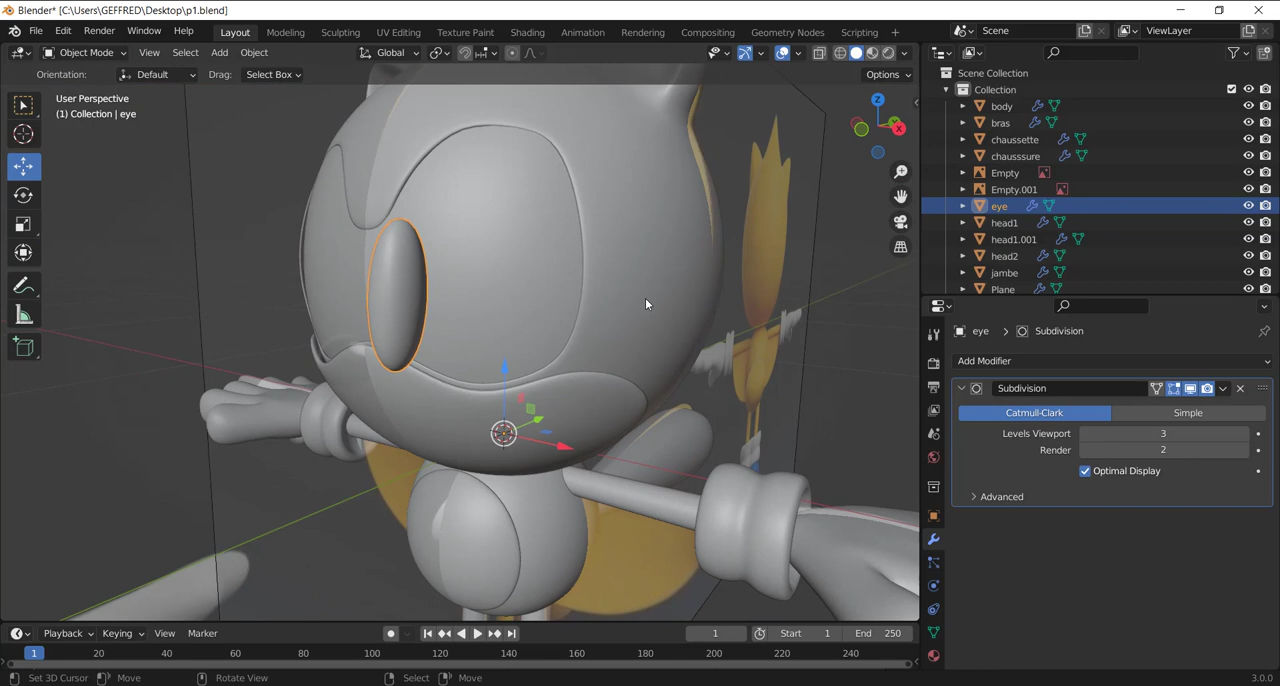 Blender* [C:\Users\GEFFRED\Desktop\p1.blend]
File Edit Render Window Help Layout Modeling Sculpting UV Editing Texture Paint Shading Animation Rendering Compositing Geometry Nodes Scripting + Scene ViewLayer
Object Mode View Select Add Object Global
Orientation: Default Drag: Select Box Options
User Perspective
(1) Collection | eye
Z
Y
X
Scene Collection
Collection
body
bras
chaussette
chausssure
Empty
Empty.001
eye
head1
head1.001
head2
jambe
Plane
eye > Subdivision
Add Modifier
Subdivision
Catmull-Clark Simple
Levels Viewport 3
Render 2
Optimal Display
> Advanced
Playback Keying View Marker 1 Start 1 End 250
1 20 40 60 80 100 120 140 160 180 200 220 240
Set 3D Cursor Move Rotate View Select Move 3.0.0